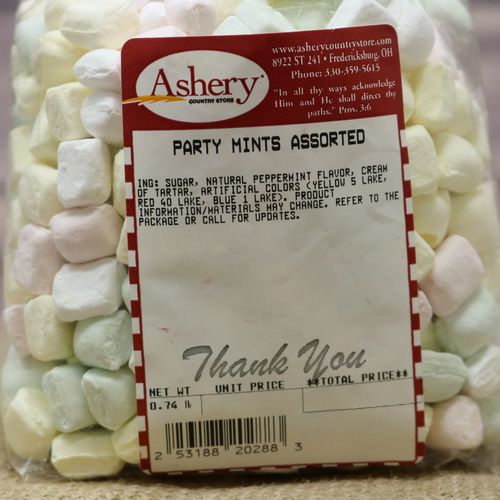 Ashery
COUNTRY STORE
www.asherycountrystore.com
8922 ST 241 • Fredericksburg, OH
Phone: 330-359-5615
"In all thy ways acknowledge
Him and He shall direct thy
paths." Prov. 3:6
PARTY MINTS ASSORTED
ING: SUGAR, NATURAL PEPPERMINT FLAVOR, CREAM
OF TARTAR, ARTIFICIAL COLORS (YELLOW 5 LAKE,
RED 40 LAKE, BLUE 1 LAKE). PRODUCT
INFORMATION/MATERIALS MAY CHANGE. REFER TO THE
PACKAGE OR CALL FOR UPDATES.
Thank You
NET WT UNIT PRICE **TOTAL PRICE**
0.74 lb
2 53188 20288 3